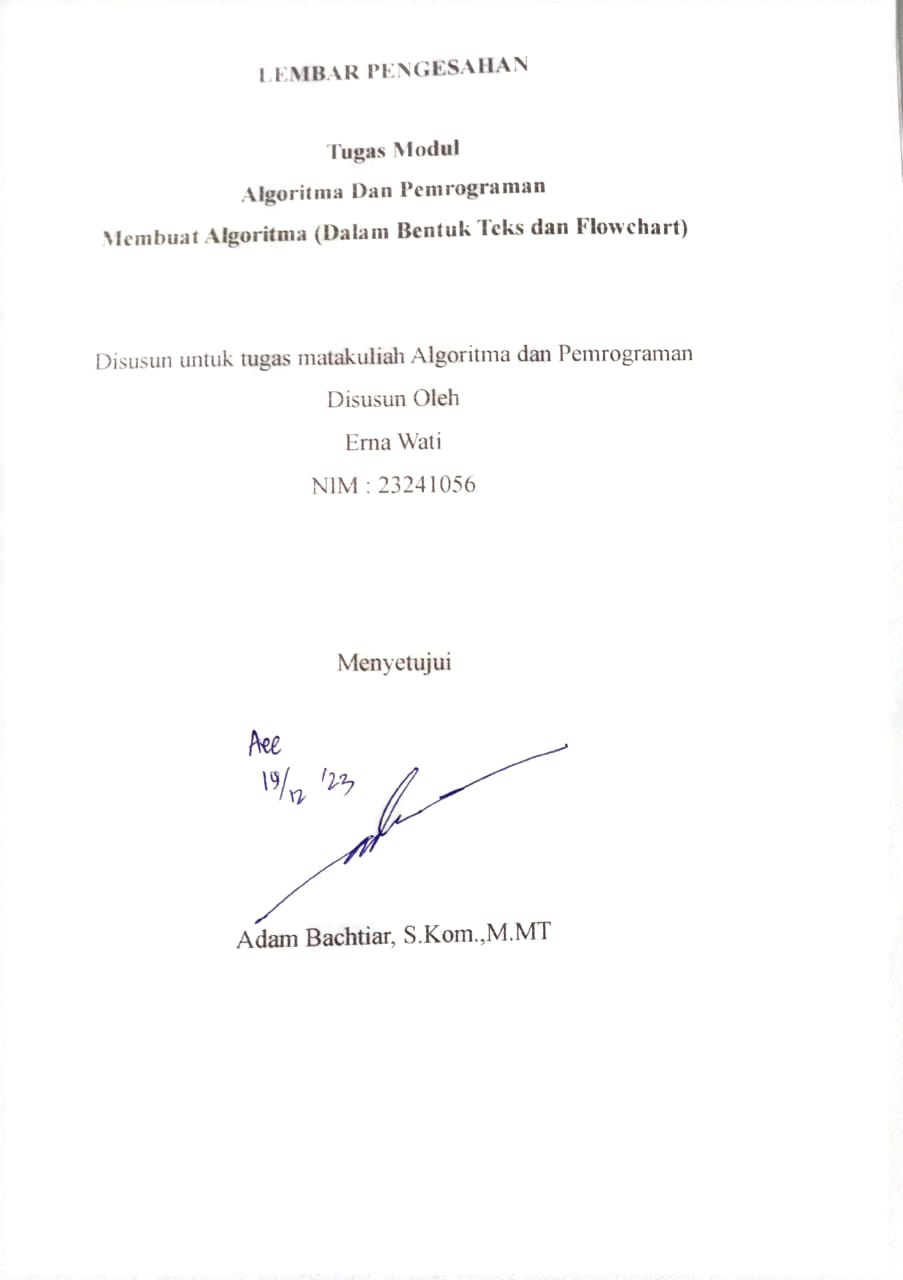 LEMBAR PENGESAHAN
Tugas Modul
Algoritma Dan Pemrograman
Membuat Algoritma (Dalam Bentuk Teks dan Flowchart)
Disusun untuk tugas matakuliah Algoritma dan Pemrograman
Disusun Oleh
Erna Wati
NIM : 23241056
Menyetujui
Acc
19/12 '23
Adam Bachtiar, S.Kom.,M.MT